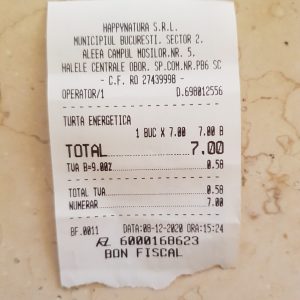 HAPPYNATURA S.R.L.
MUNICIPIUL BUCURESTI, SECTOR 2,
ALEEA CAMPUL MOSILOR,NR. 5,
HALELE CENTRALE OBOR, SP.COM.NR.PB6 SC
- C.F. RO 27439998 -
OPERATOR/1 D.698012556
TURTA ENERGETICA
1 BUC X 7.00 7.00 B
TOTAL 7.00
TVA B=9.00% 0.58
TOTAL TVA 0.58
NUMERAR 7.00
BF.0011 DATA:08-12-2020 ORA:15:24
6000168623
BON FISCAL